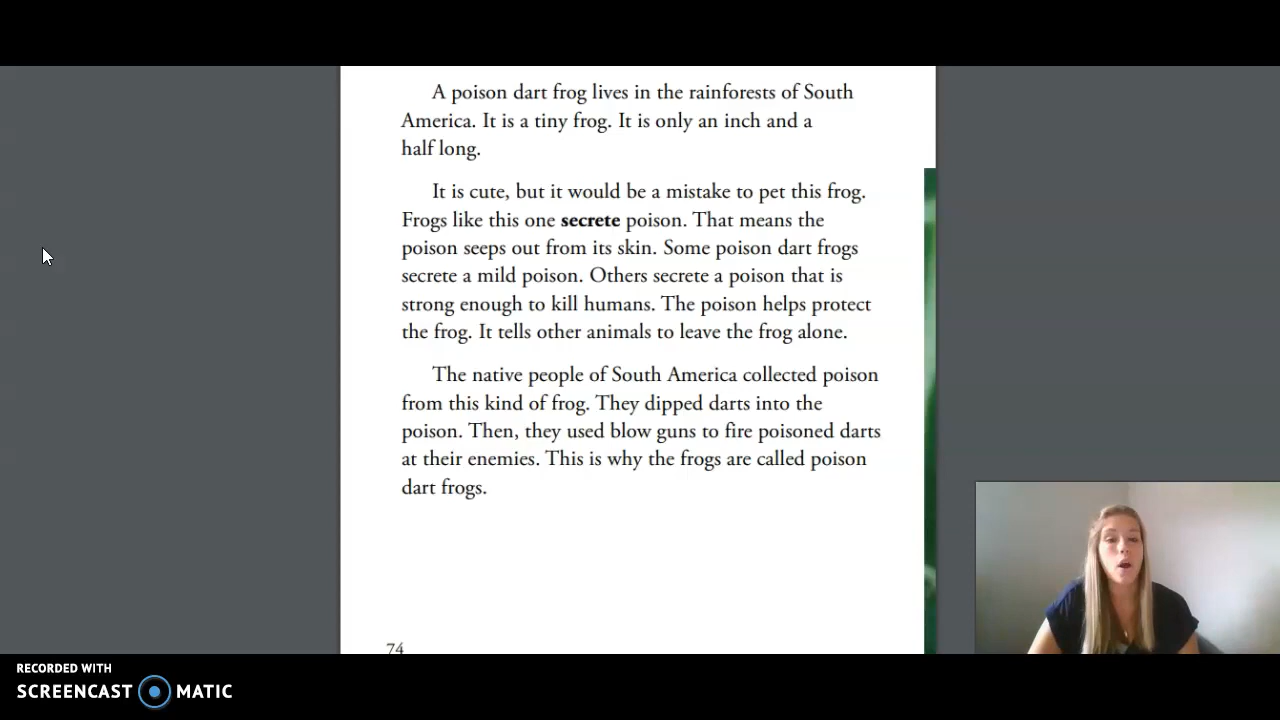 A poison dart frog lives in the rainforests of South
America. It is a tiny frog. It is only an inch and a
half long.
It is cute, but it would be a mistake to pet this frog.
Frogs like this one secrete poison. That means the
poison seeps out from its skin. Some poison dart frogs
secrete a mild poison. Others secrete a poison that is
strong enough to kill humans. The poison helps protect
the frog. It tells other animals to leave the frog alone.
The native people of South America collected poison
from this kind of frog. They dipped darts into the
poison. Then, they used blow guns to fire poisoned darts
at their enemies. This is why the frogs are called poison
dart frogs.
74
RECORDED WITH
SCREENCAST MATIC